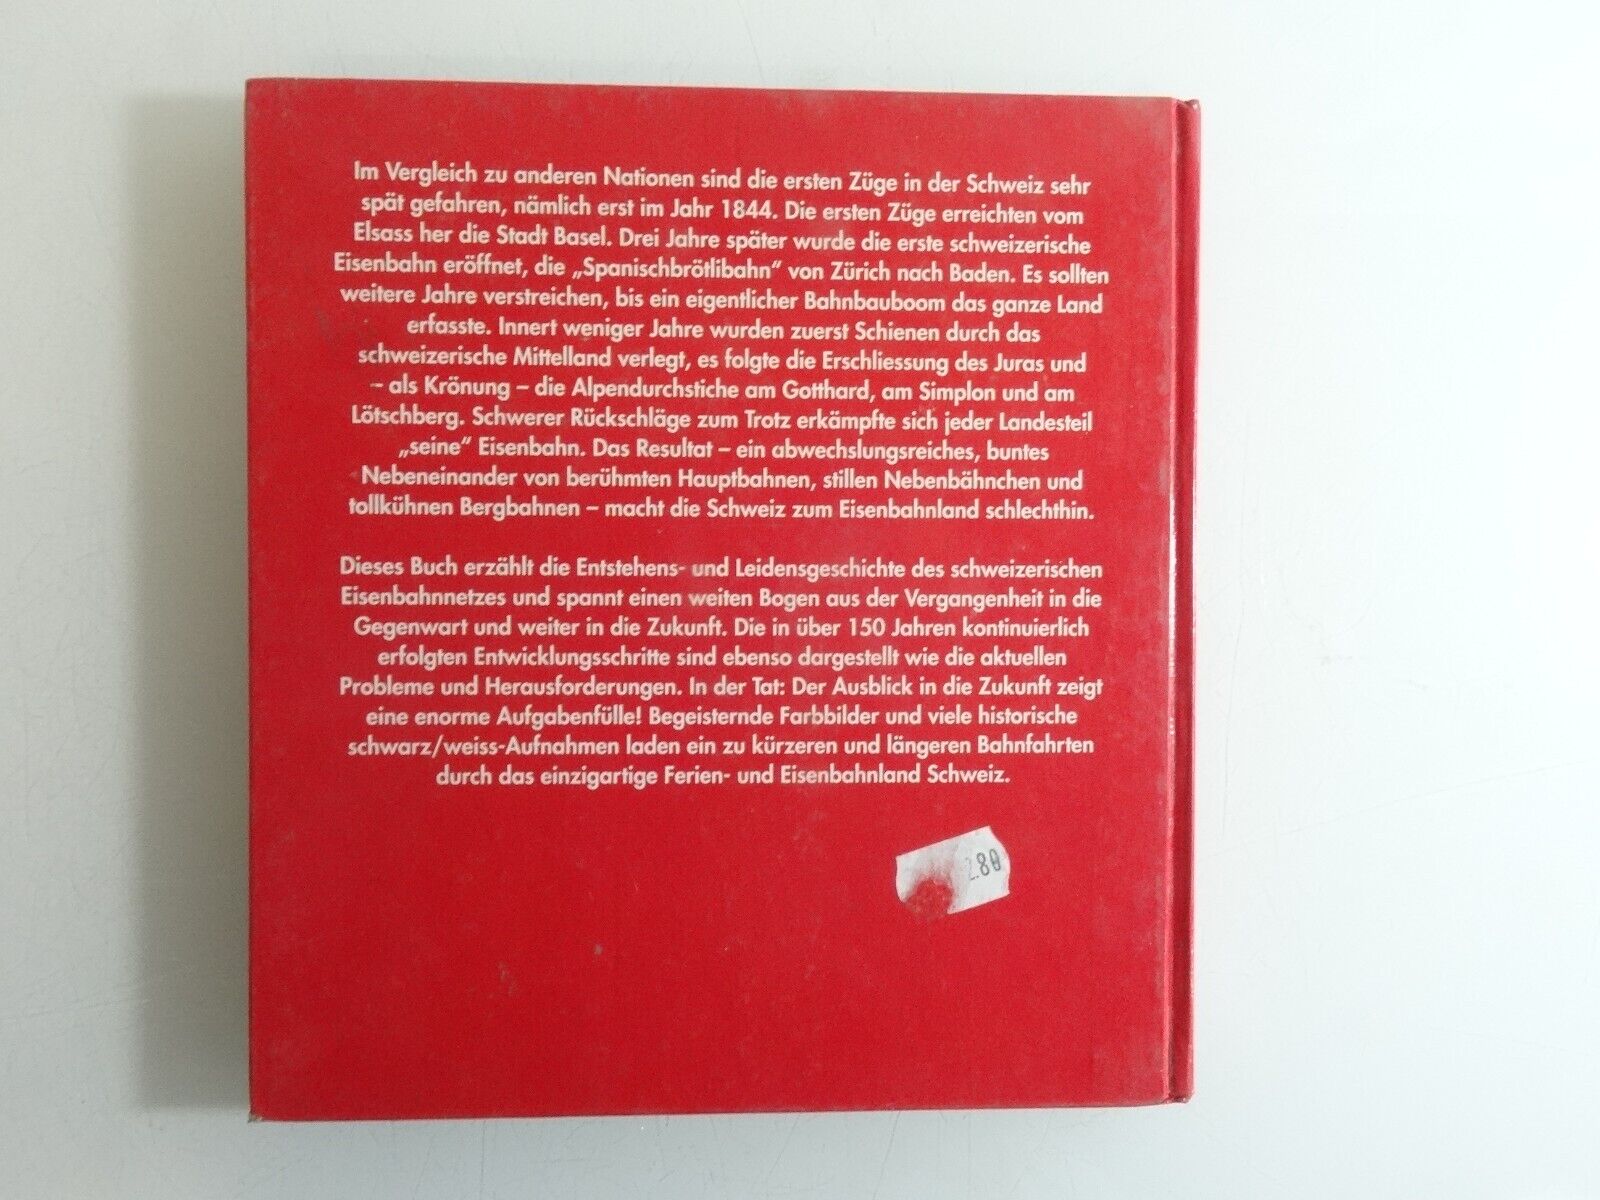 Im Vergleich zu anderen Nationen sind die ersten Züge in der Schweiz sehr
spät gefahren, nämlich erst im Jahr 1844. Die ersten Züge erreichten vom
Elsass her die Stadt Basel. Drei Jahre später wurde die erste schweizerische
Eisenbahn eröffnet, die „Spanischbrötlibahn“ von Zürich nach Baden. Es sollten
weitere Jahre verstreichen, bis ein eigentlicher Bahnbauboom das ganze Land
erfasste. Innert weniger Jahre wurden zuerst Schienen durch das
schweizerische Mittelland verlegt, es folgte die Erschliessung des Juras und
– als Krönung – die Alpendurchstiche am Gotthard, am Simplon und am
Lötschberg. Schwerer Rückschläge zum Trotz erkämpfte sich jeder Landesteil
„seine“ Eisenbahn. Das Resultat – ein abwechslungsreiches, buntes
Nebeneinander von berühmten Hauptbahnen, stillen Nebenbähnchen und
tollkühnen Bergbahnen – macht die Schweiz zum Eisenbahnland schlechthin.
Dieses Buch erzählt die Entstehens- und Leidensgeschichte des schweizerischen
Eisenbahnnetzes und spannt einen weiten Bogen aus der Vergangenheit in die
Gegenwart und weiter in die Zukunft. Die in über 150 Jahren kontinuierlich
erfolgten Entwicklungsschritte sind ebenso dargestellt wie die aktuellen
Probleme und Herausforderungen. In der Tat: Der Ausblick in die Zukunft zeigt
eine enorme Aufgabenfülle! Begeisternde Farbbilder und viele historische
schwarz/weiss-Aufnahmen laden ein zu kürzeren und längeren Bahnfahrten
durch das einzigartige Ferien- und Eisenbahnland Schweiz.